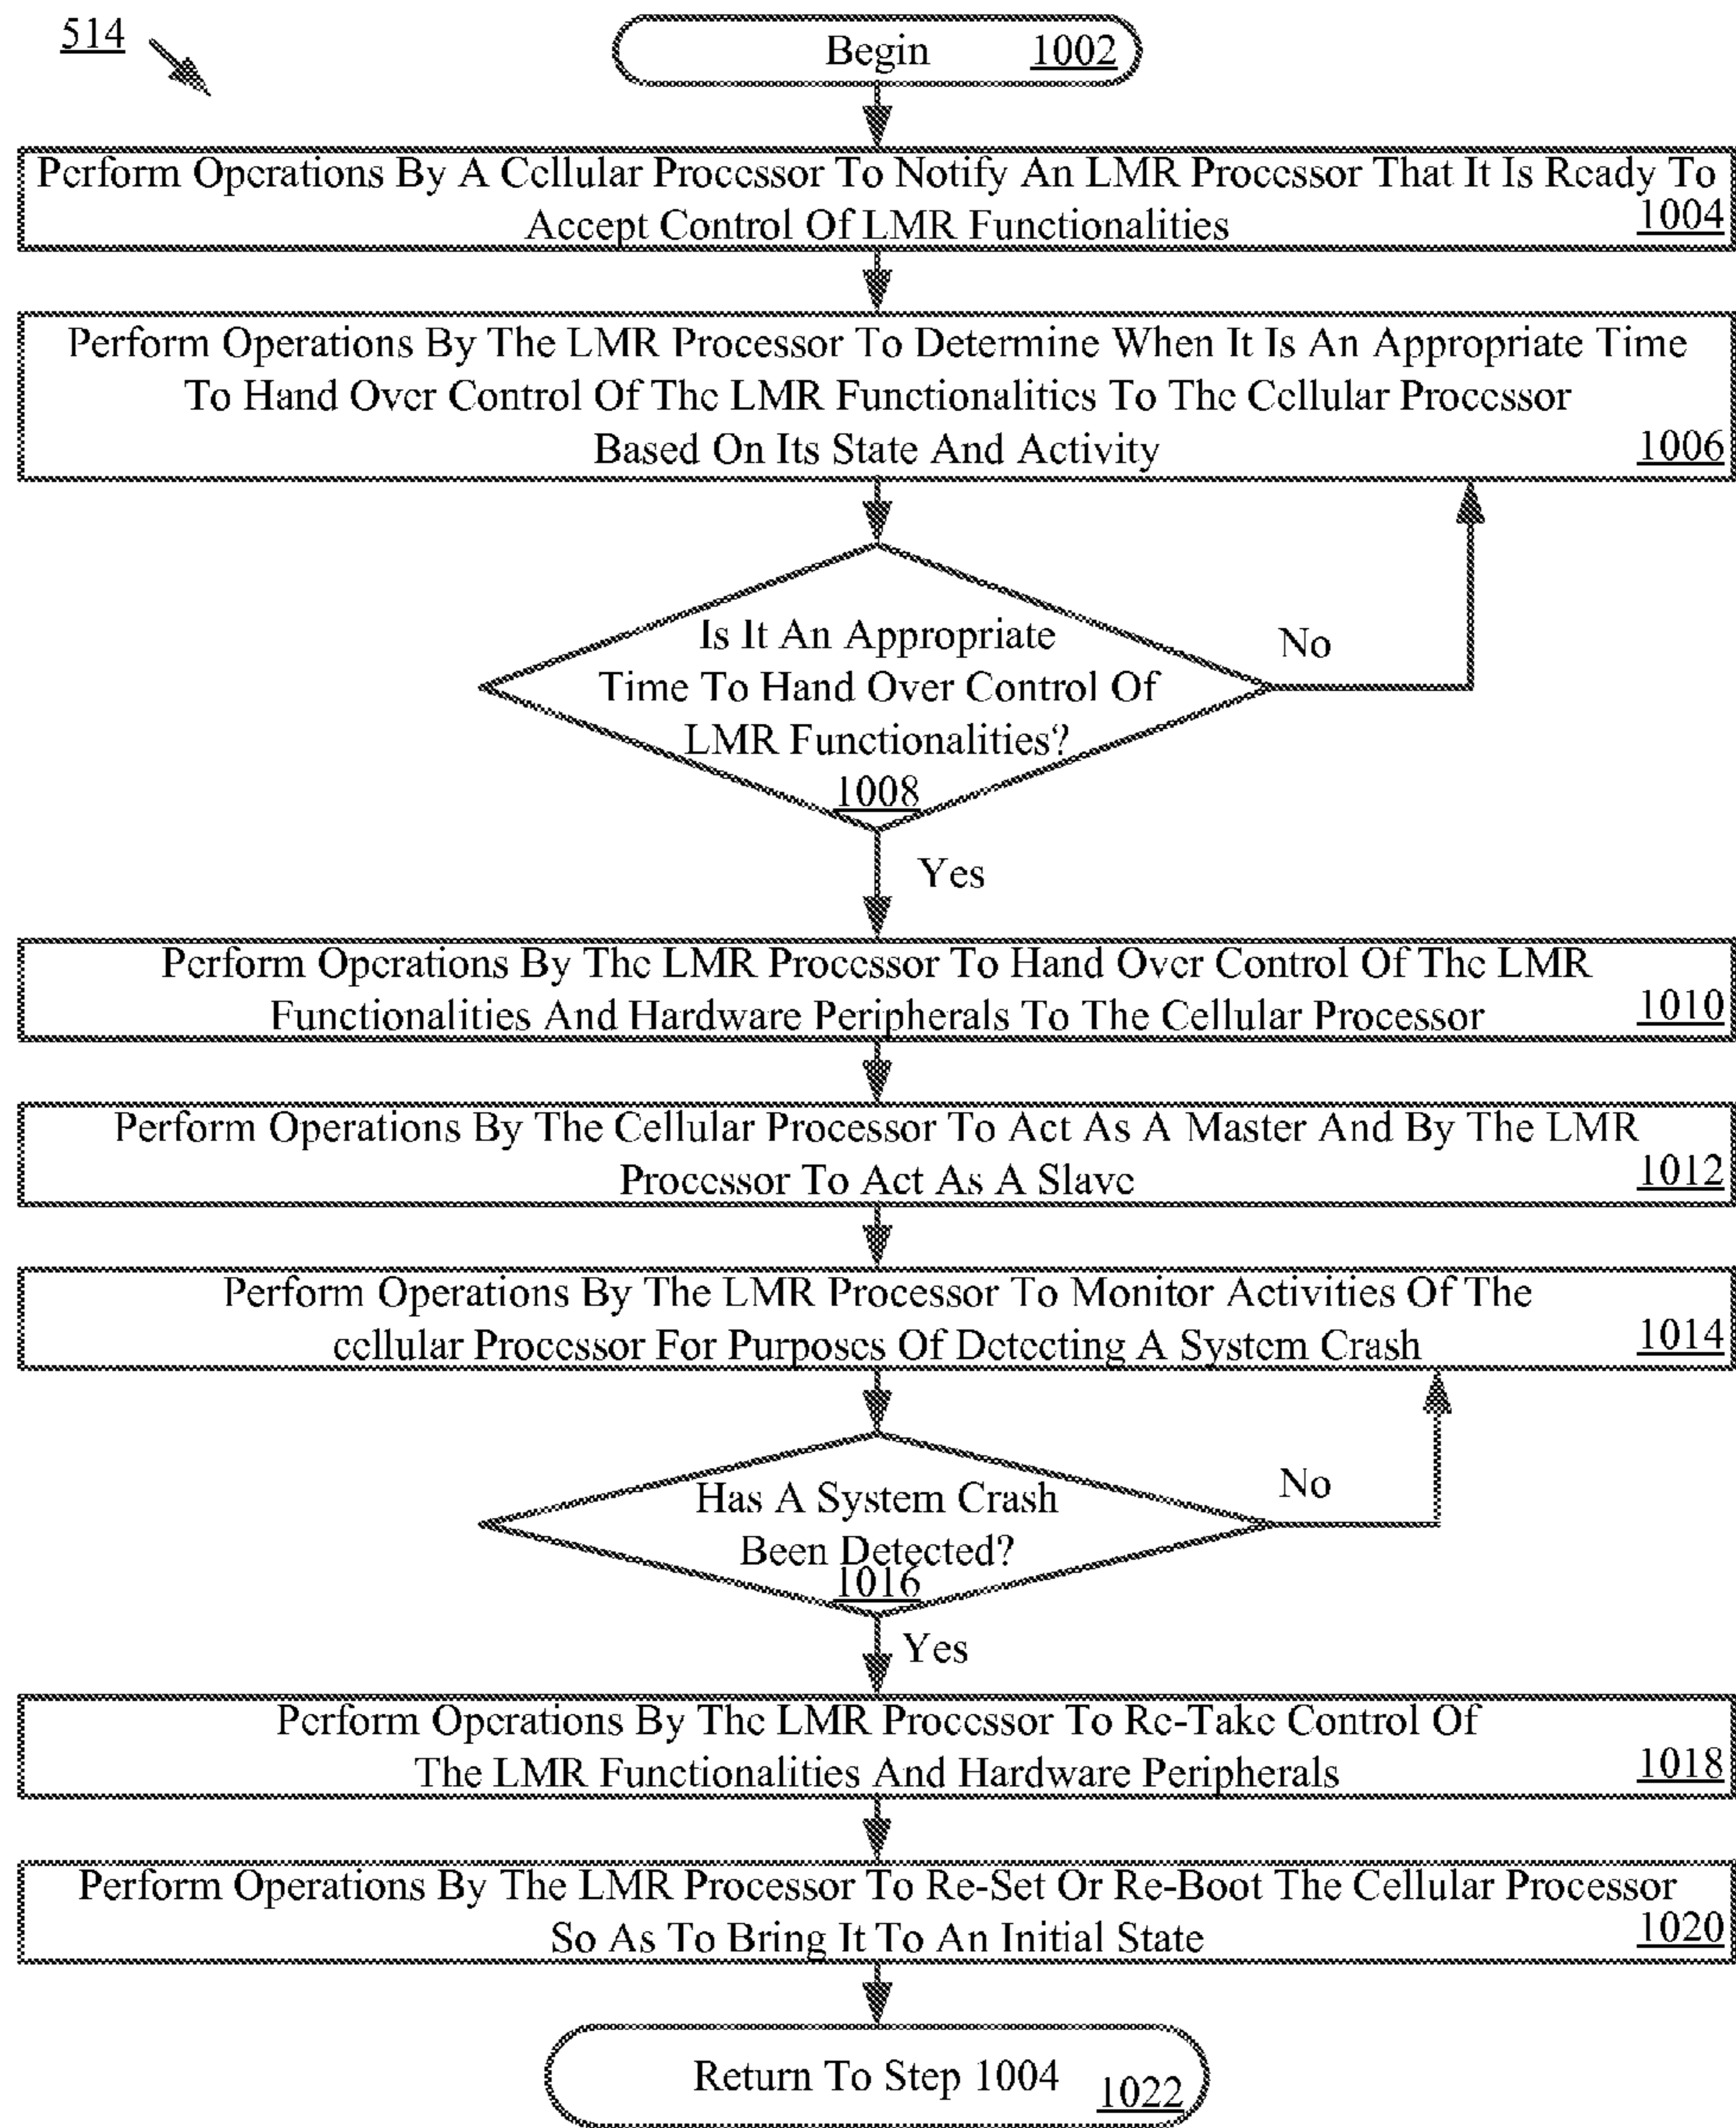 514
Begin 1002
Perform Operations By A Cellular Processor To Notify An LMR Processor That It Is Ready To
Accept Control Of LMR Functionalities 1004
Perform Operations By The LMR Processor To Determine When It Is An Appropriate Time
To Hand Over Control Of The LMR Functionalities To The Cellular Processor
Based On Its State And Activity 1006
Is It An Appropriate
Time To Hand Over Control Of
LMR Functionalities?
1008
No
Yes
Perform Operations By The LMR Processor To Hand Over Control Of The LMR
Functionalities And Hardware Peripherals To The Cellular Processor 1010
Perform Operations By The Cellular Processor To Act As A Master And By The LMR
Processor To Act As A Slave 1012
Perform Operations By The LMR Processor To Monitor Activities Of The
cellular Processor For Purposes Of Detecting A System Crash 1014
Has A System Crash
Been Detected?
1016
No
Yes
Perform Operations By The LMR Processor To Re-Take Control Of
The LMR Functionalities And Hardware Peripherals 1018
Perform Operations By The LMR Processor To Re-Set Or Re-Boot The Cellular Processor
So As To Bring It To An Initial State 1020
Return To Step 1004 1022